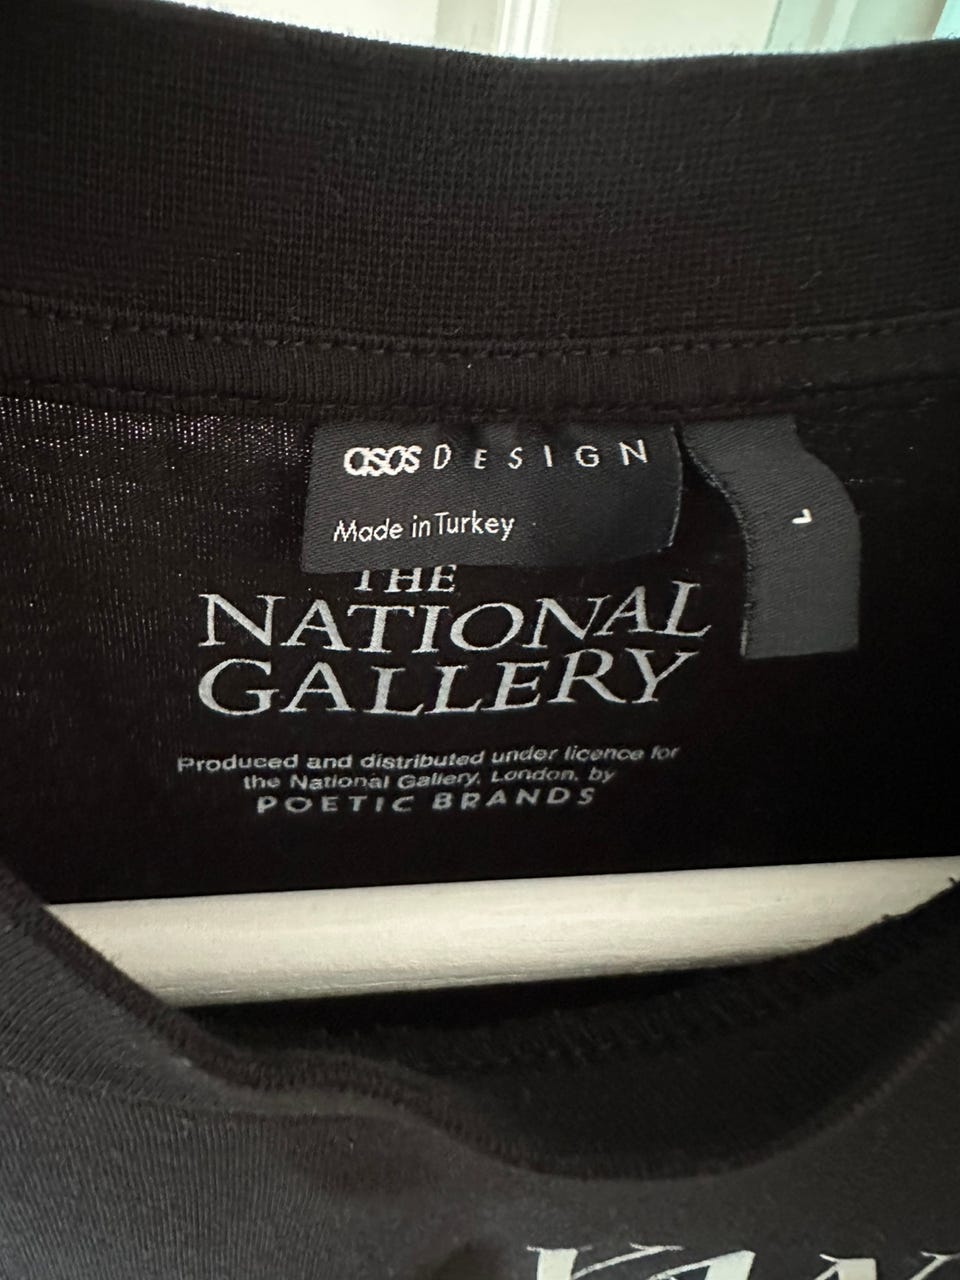 asos DESIGN
Made in Turkey
L
THE
NATIONAL
GALLERY
Produced and distributed under licence for
the National Gallery, London, by
POETIC BRANDS
VAN